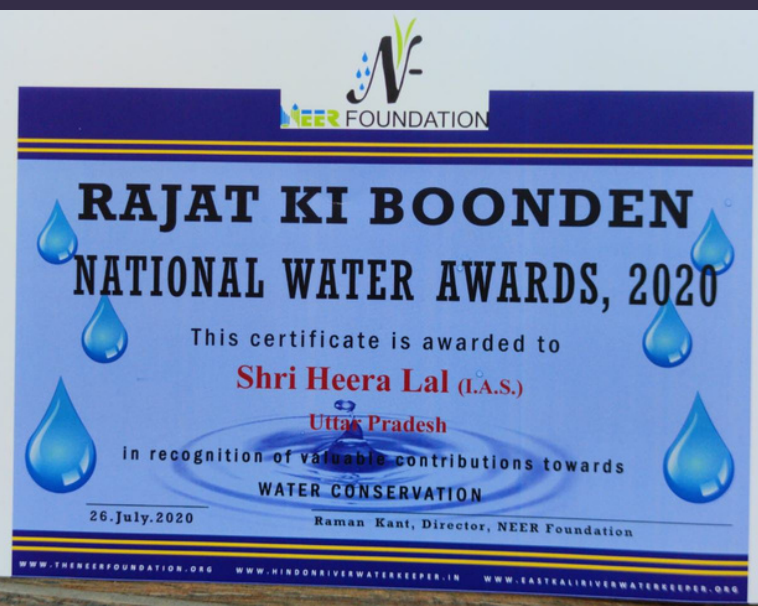 N
NEER FOUNDATION
RAJAT KI BOONDEN
NATIONAL WATER AWARDS, 2020
This certificate is awarded to
Shri Heera Lal (I.A.S.)
Uttar Pradesh
in recognition of valuable contributions towards
WATER CONSERVATION
26.July.2020
Raman Kant, Director, NEER Foundation
WWW.THENEERFOUNDATION.ORG WWW.HINDONRIVERWATERKEEPER.IN WWW.EASTKALIRIVERWATERKEEPER.ORG